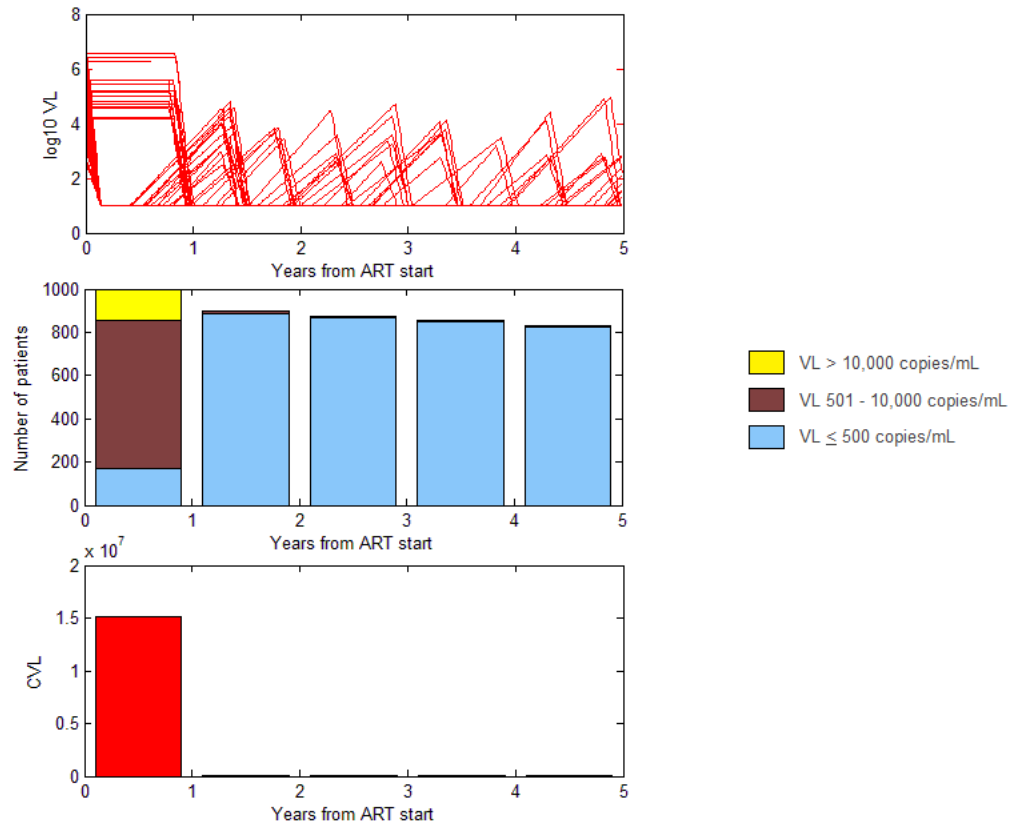 8
6
4
2
0
log10 VL
0 1 2 3 4 5
Years from ART start
1000
800
600
400
200
0
Number of patients
0 1 2 3 4 5
Years from ART start
VL > 10,000 copies/mL
VL 501 - 10,000 copies/mL
VL ≤ 500 copies/mL
x 10⁷
2
1.5
1
0.5
0
CVL
0 1 2 3 4 5
Years from ART start